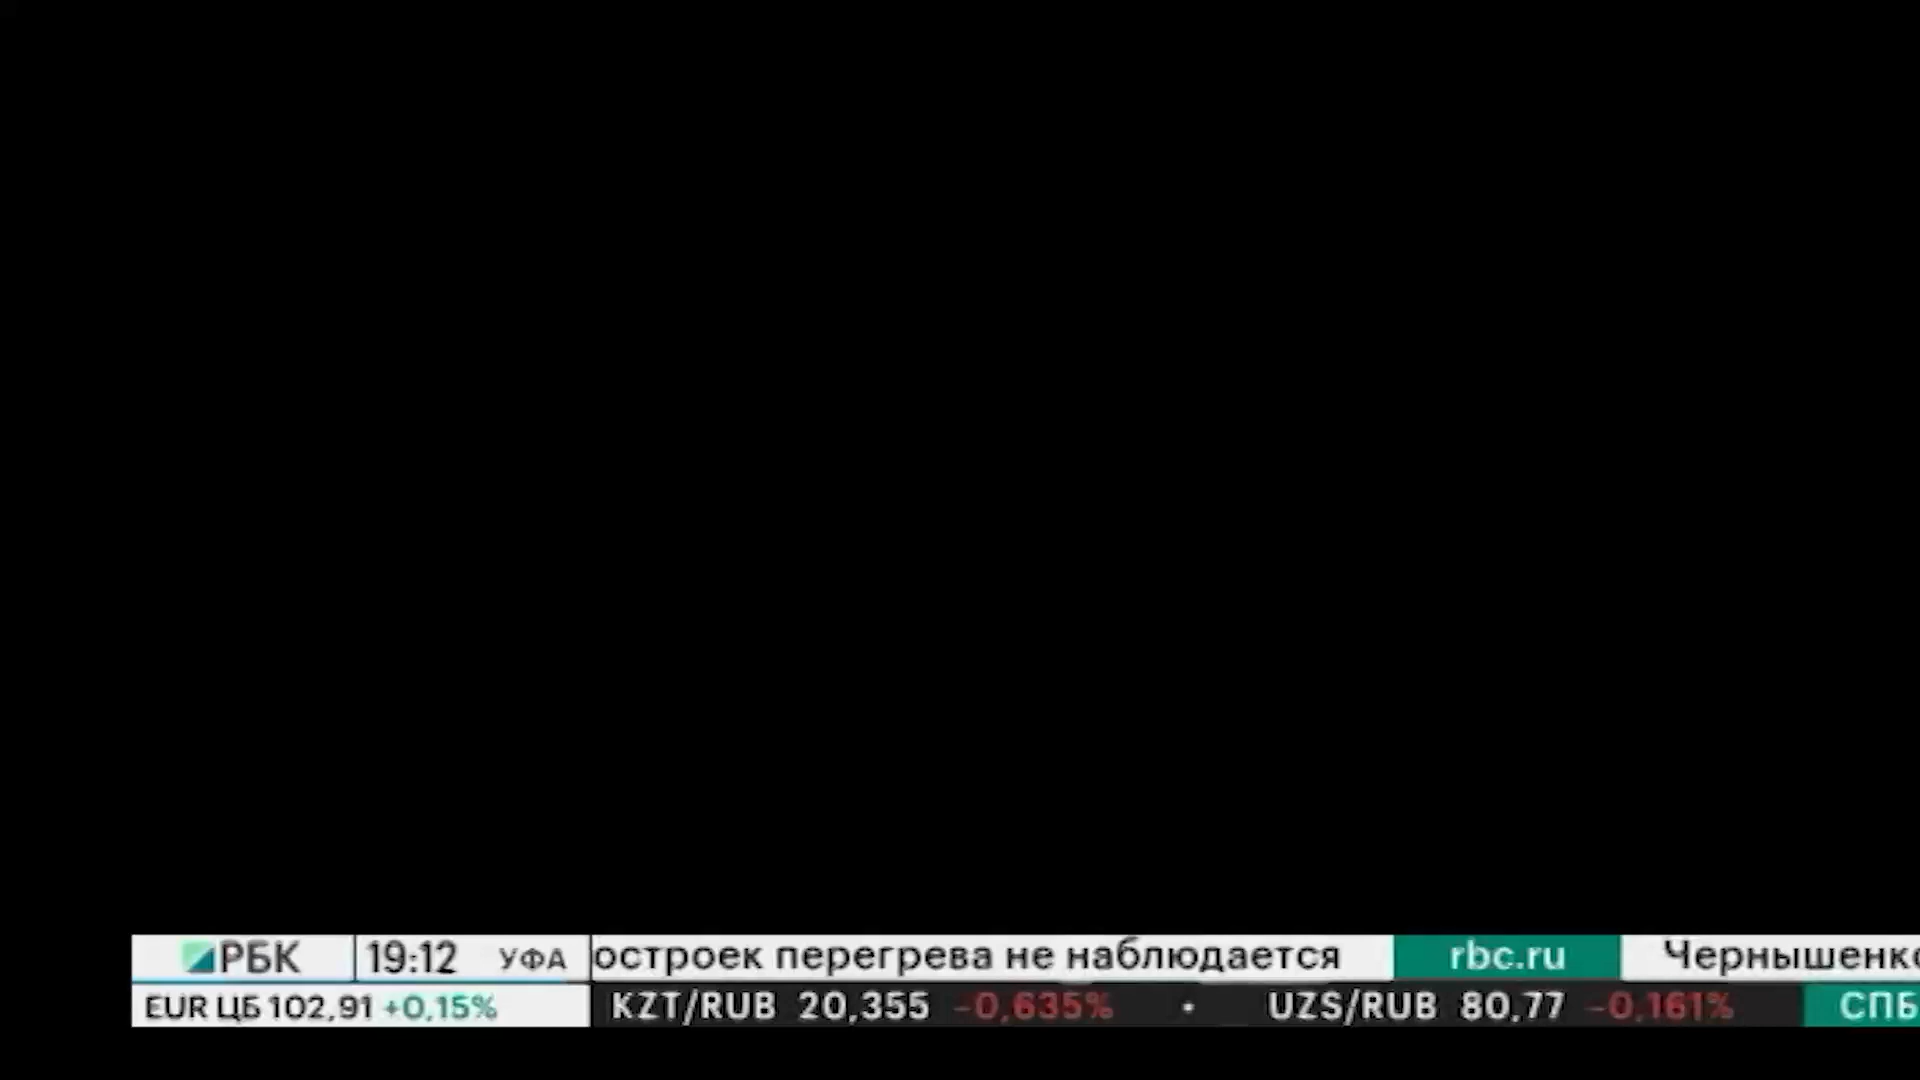 РБК 19:12 УФА остроек перегрева не наблюдается rbc.ru Чернышенко
EUR ЦБ 102,91 +0,15% KZT/RUB 20,355 -0,635% • UZS/RUB 80,77 -0,161% СПБ